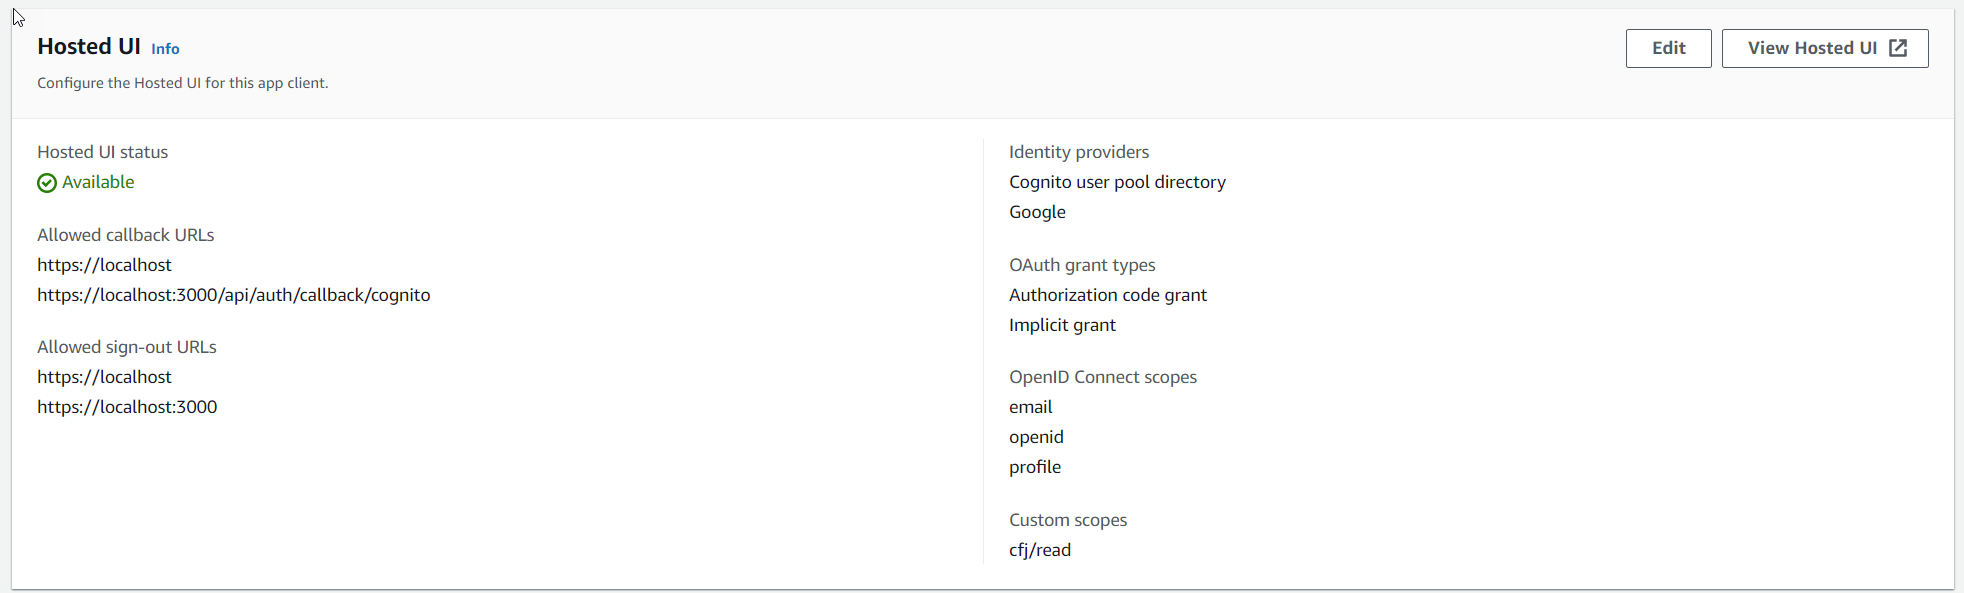 Hosted UI Info
Edit
View Hosted UI
Configure the Hosted UI for this app client.
Hosted UI status
Available
Allowed callback URLs
https://localhost
https://localhost:3000/api/auth/callback/cognito
Allowed sign-out URLs
https://localhost
https://localhost:3000
Identity providers
Cognito user pool directory
Google
OAuth grant types
Authorization code grant
Implicit grant
OpenID Connect scopes
email
openid
profile
Custom scopes
cfj/read